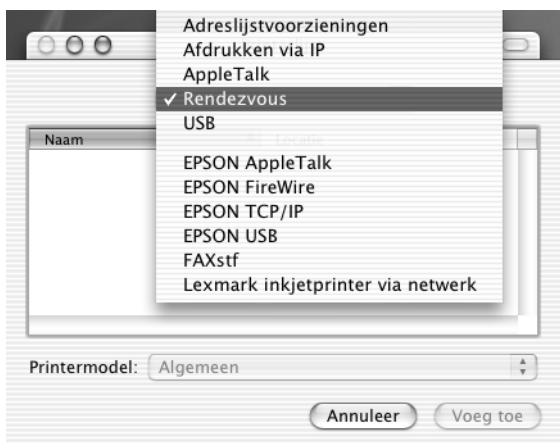 Adreslijstvoorzieningen
Afdrukken via IP
AppleTalk
✓ Rendezvous
USB
EPSON AppleTalk
EPSON FireWire
EPSON TCP/IP
EPSON USB
FAXstf
Lexmark inkjetprinter via netwerk
Naam Locatie
Printermodel: Algemeen
Annuleer Voeg toe